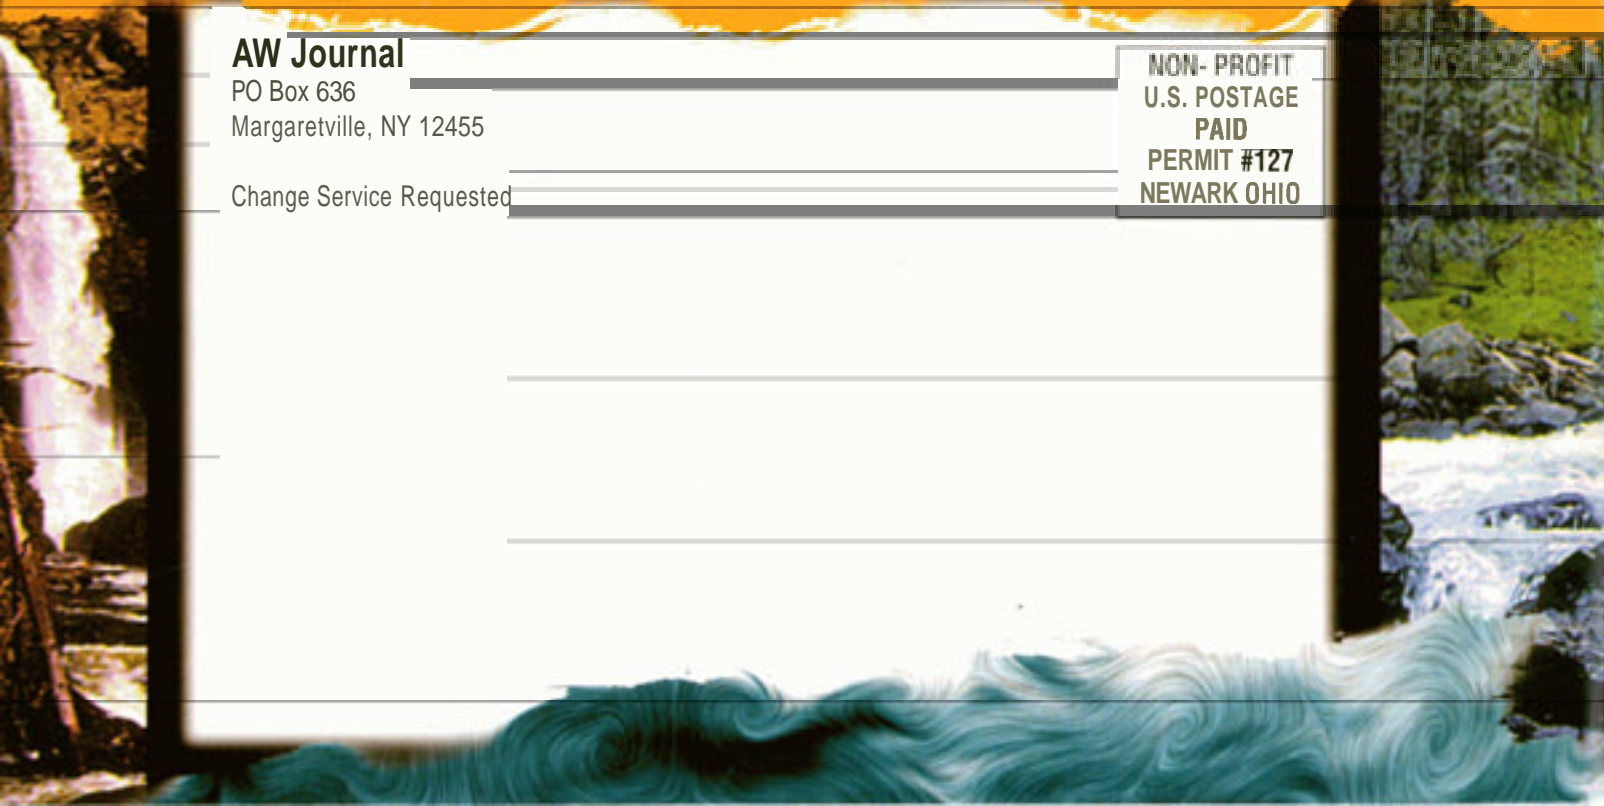 AW Journal
PO Box 636
Margaretville, NY 12455
Change Service Requested
NON- PROFIT
U.S. POSTAGE
PAID
PERMIT #127
NEWARK OHIO